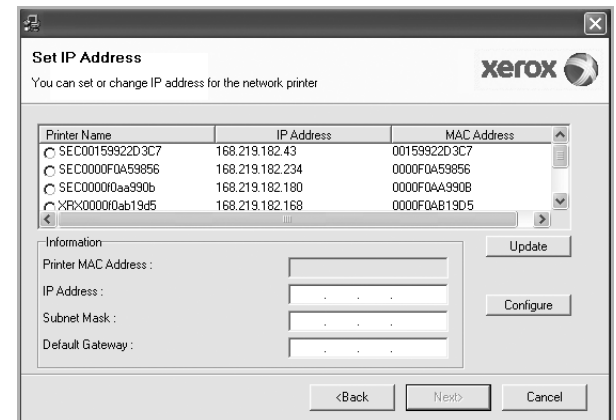 Set IP Address
You can set or change IP address for the network printer
xerox
Printer Name IP Address MAC Address
SEC00159922D3C7 168.219.182.43 00159922D3C7
SEC0000F0A59856 168.219.182.234 0000F0A59856
SEC0000f0aa990b 168.219.182.180 0000F0AA990B
XRX0000f0ab19d5 168.219.182.168 0000F0AB19D5
Information
Update
Printer MAC Address :
IP Address :
Configure
Subnet Mask :
Default Gateway :
<Back Next> Cancel